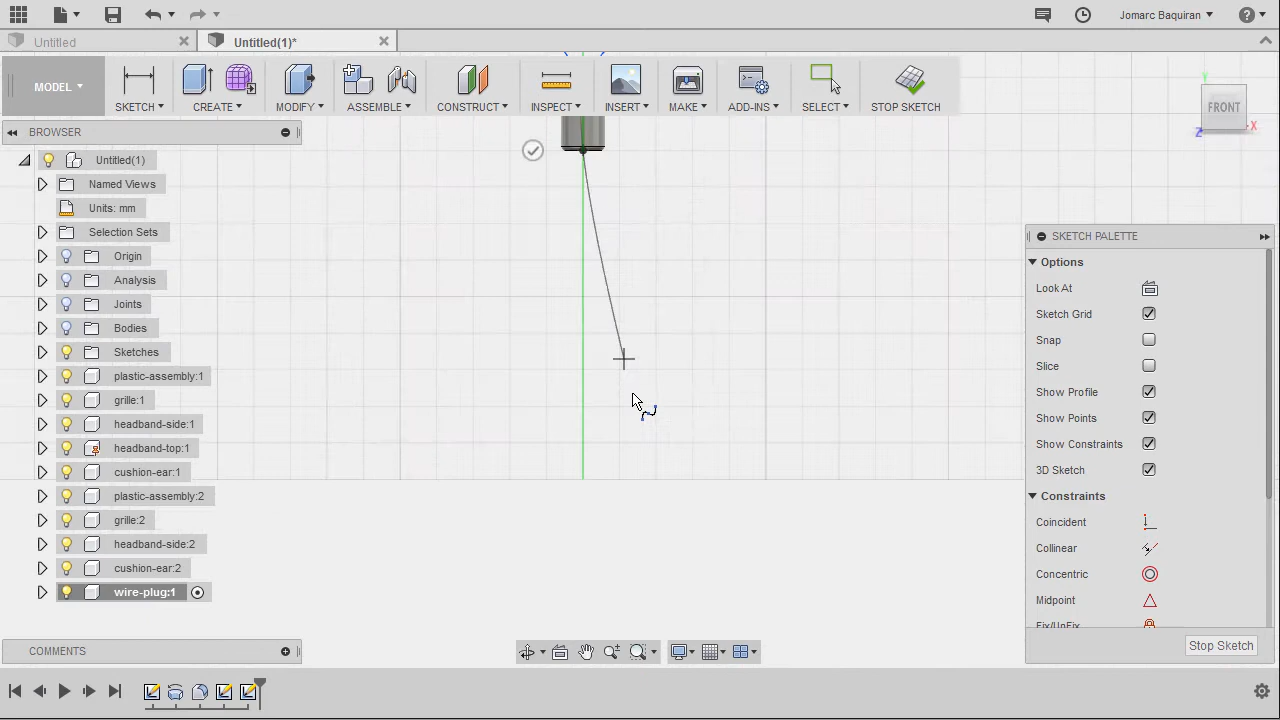 Jomarc Baquiran
Untitled
Untitled(1)*
MODEL
SKETCH
CREATE
MODIFY
ASSEMBLE
CONSTRUCT
INSPECT
INSERT
MAKE
ADD-INS
SELECT
STOP SKETCH
Y
FRONT
X
Z
BROWSER
Untitled(1)
Named Views
Units: mm
Selection Sets
Origin
Analysis
Joints
Bodies
Sketches
plastic-assembly:1
grille:1
headband-side:1
headband-top:1
cushion-ear:1
plastic-assembly:2
grille:2
headband-side:2
cushion-ear:2
wire-plug:1
SKETCH PALETTE
Options
Look At
Sketch Grid
Snap
Slice
Show Profile
Show Points
Show Constraints
3D Sketch
Constraints
Coincident
Collinear
Concentric
Midpoint
Fix/UnFix
Stop Sketch
COMMENTS